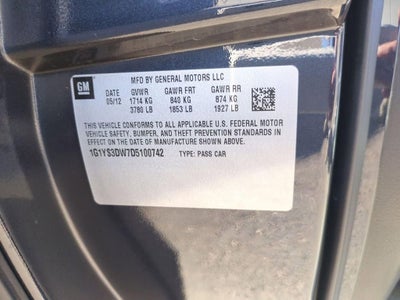 GM
MFD BY GENERAL MOTORS LLC
DATE GVWR GAWR FRT GAWR RR
05/12 1714 KG 840 KG 874 KG
3780 LB 1853 LB 1927 LB
THIS VEHICLE CONFORMS TO ALL APPLICABLE U.S. FEDERAL MOTOR
VEHICLE SAFETY, BUMPER, AND THEFT PREVENTION STANDARDS IN
EFFECT ON THE DATE OF MANUFACTURE SHOWN ABOVE.
1G1YS3DW7D5100742 TYPE: PASS CAR